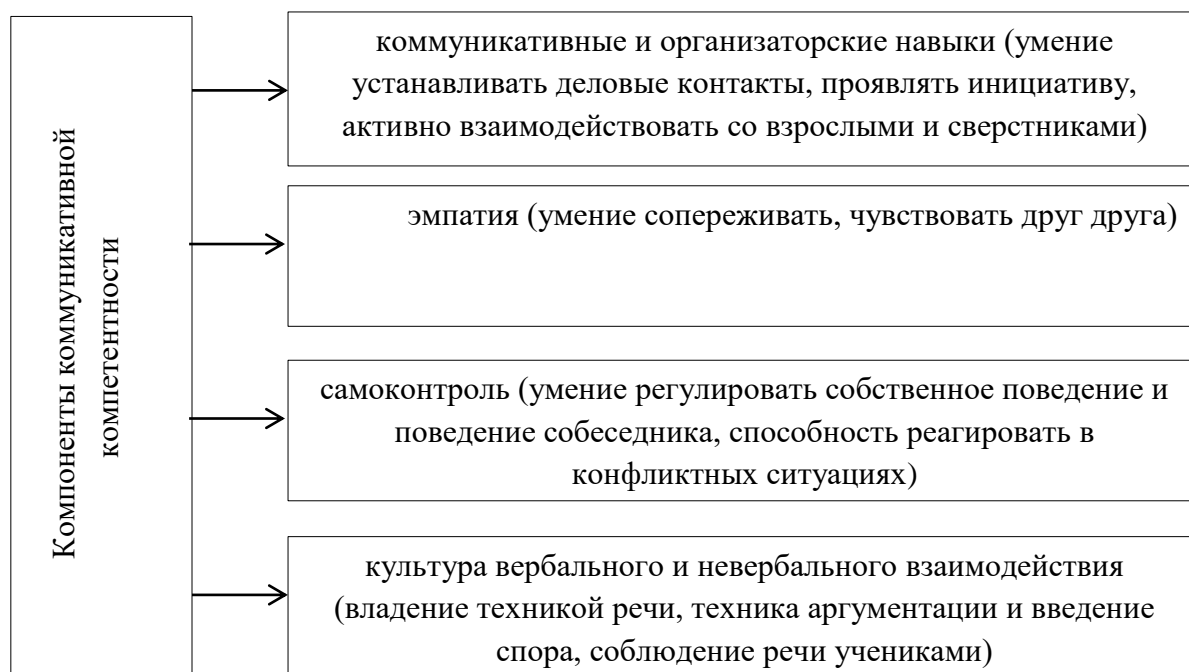 Компоненты коммуникативной
компетентности
коммуникативные и организаторские навыки (умение
устанавливать деловые контакты, проявлять инициативу,
активно взаимодействовать со взрослыми и сверстниками)
эмпатия (умение сопереживать, чувствовать друг друга)
самоконтроль (умение регулировать собственное поведение и
поведение собеседника, способность реагировать в
конфликтных ситуациях)
культура вербального и невербального взаимодействия
(владение техникой речи, техника аргументации и введение
спора, соблюдение речи учениками)